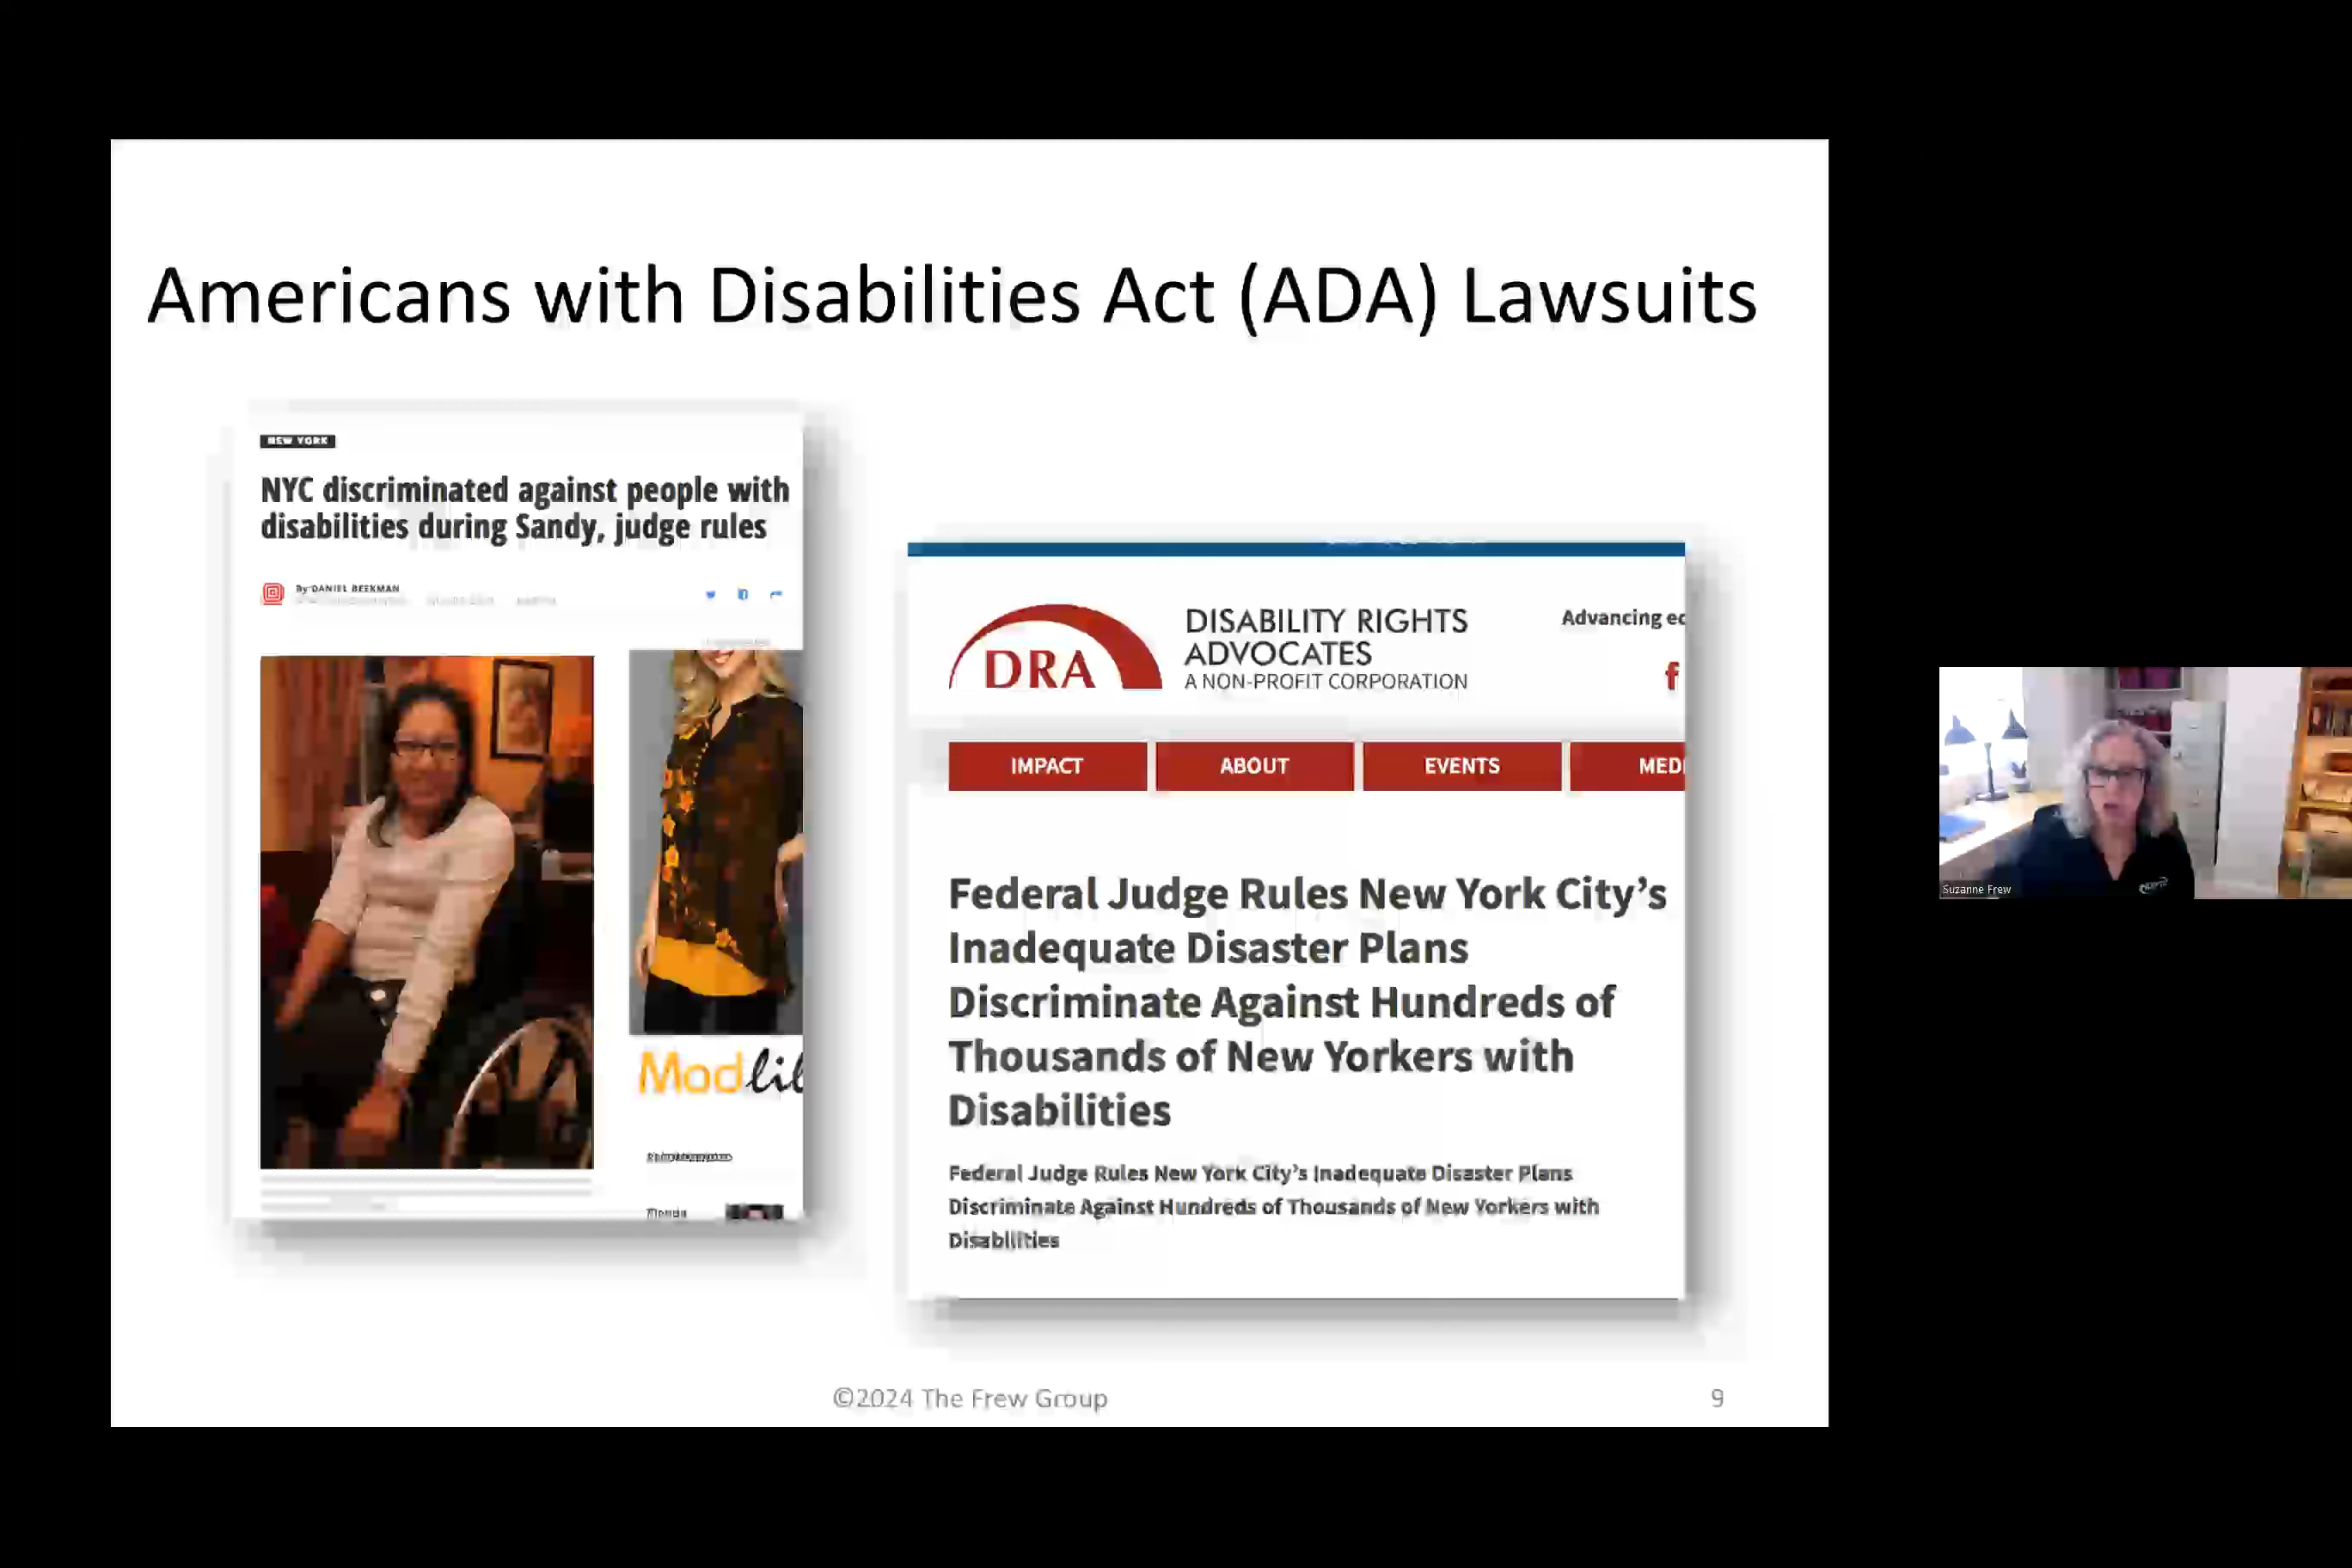 Americans with Disabilities Act (ADA) Lawsuits
NEW YORK
NYC discriminated against people with
disabilities during Sandy, judge rules
By DANIEL BEEKMAN
Modlib
DRA
DISABILITY RIGHTS
ADVOCATES
A NON-PROFIT CORPORATION
Advancing ec
f
IMPACT ABOUT EVENTS MEDI
Federal Judge Rules New York City’s
Inadequate Disaster Plans
Discriminate Against Hundreds of
Thousands of New Yorkers with
Disabilities
Federal Judge Rules New York City’s Inadequate Disaster Plans
Discriminate Against Hundreds of Thousands of New Yorkers with
Disabilities
©2024 The Frew Group
9
Suzanne Frew